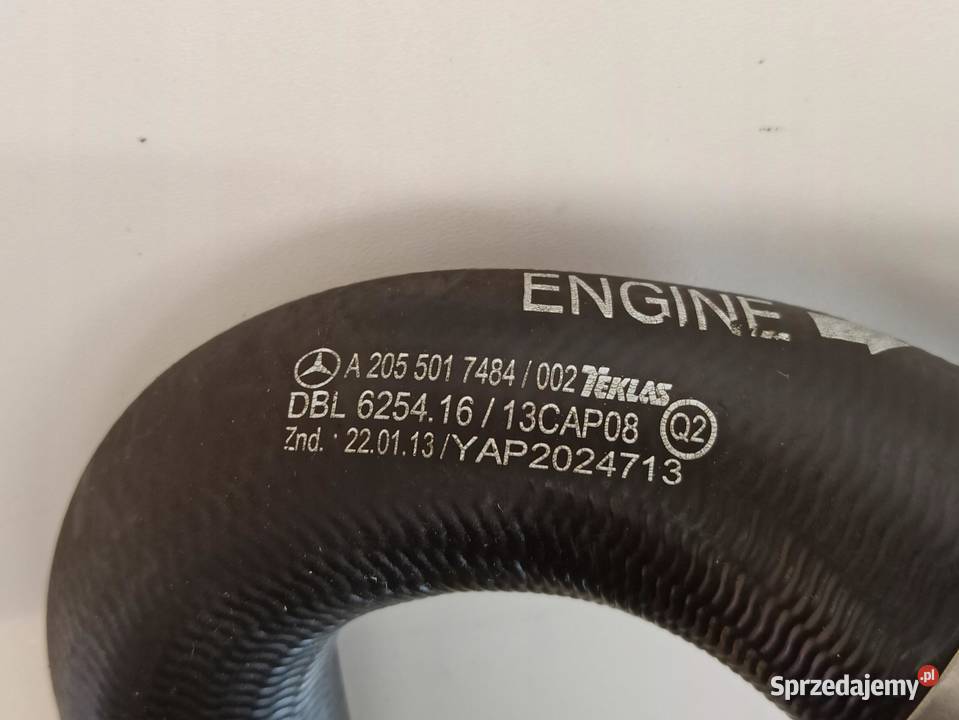 ENGINE
A 205 501 7484 / 002 TEKLAS
DBL 6254.16 / 13CAP08 Q2
Znd. : 22.01.13 / YAP2024713
Sprzedajemy.pl